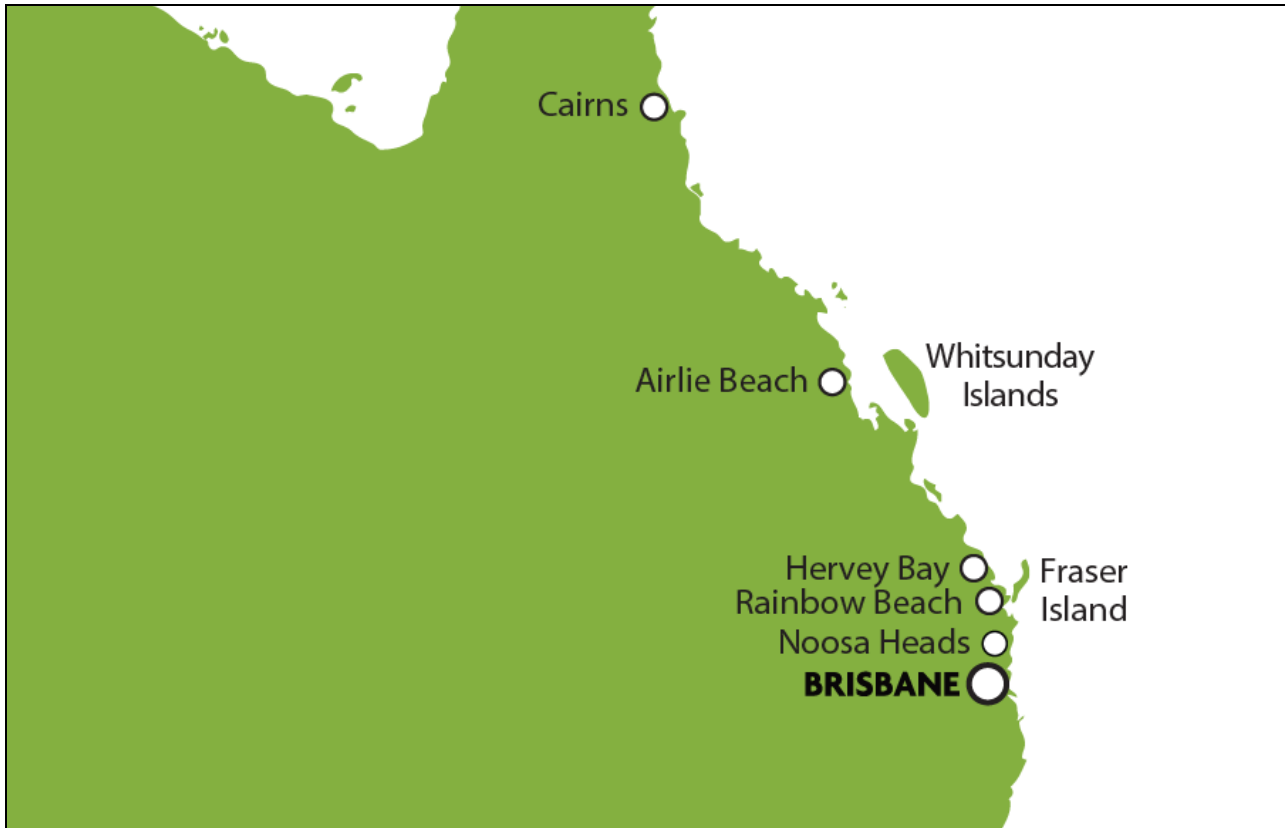 Cairns
Whitsunday
Islands
Airlie Beach
Hervey Bay
Fraser
Island
Rainbow Beach
Noosa Heads
BRISBANE